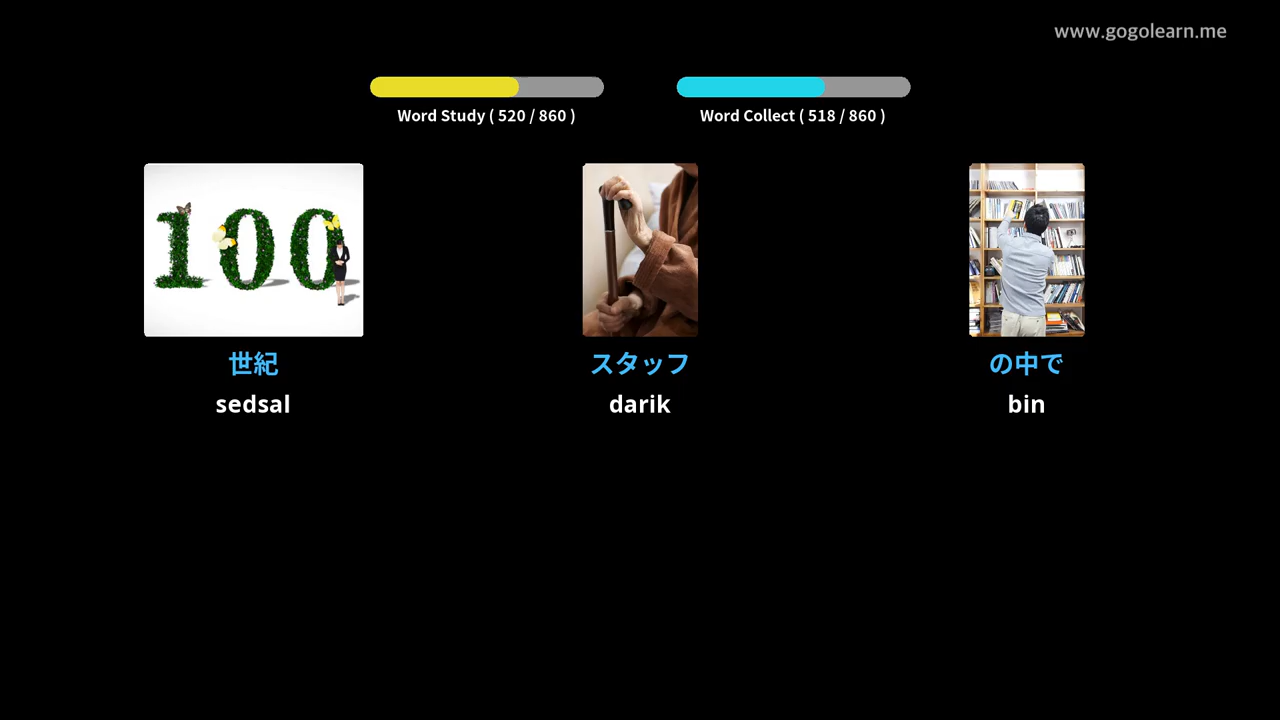 www.gogolearn.me
Word Study ( 520 / 860 )
Word Collect ( 518 / 860 )
世紀
スタッフ
の中で
sedsal
darik
bin